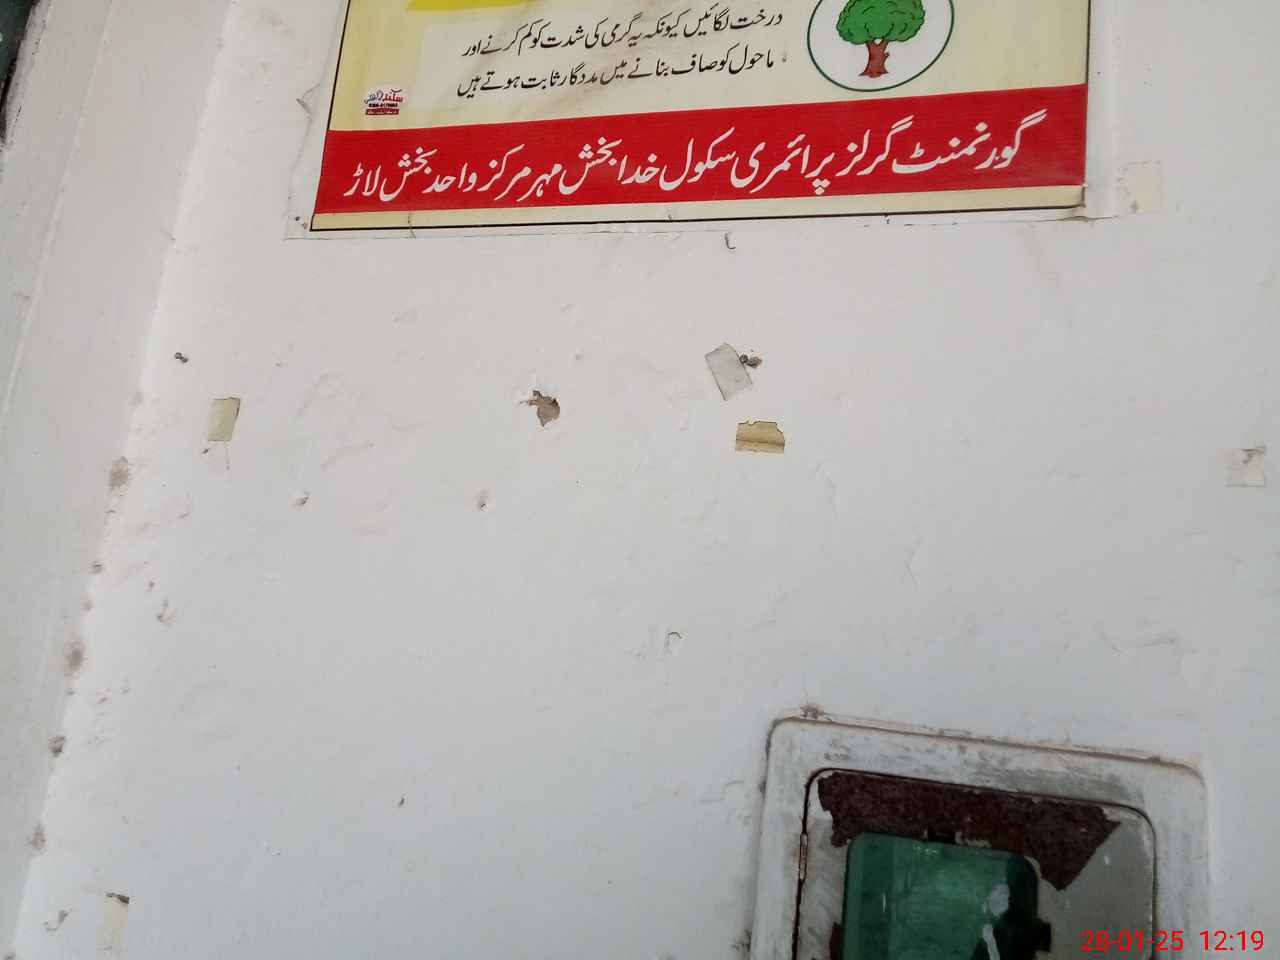 درخت لگائیں کیونکہ یہ گرمی کی شدت کو کم کرنے اور
ماحول کو صاف بنانے میں مددگار ثابت ہوتے ہیں
گورنمنٹ گرلز پرائمری سکول خدا بخش مہر مرکز واحد بخش لاڑ
28-01-25 12:19